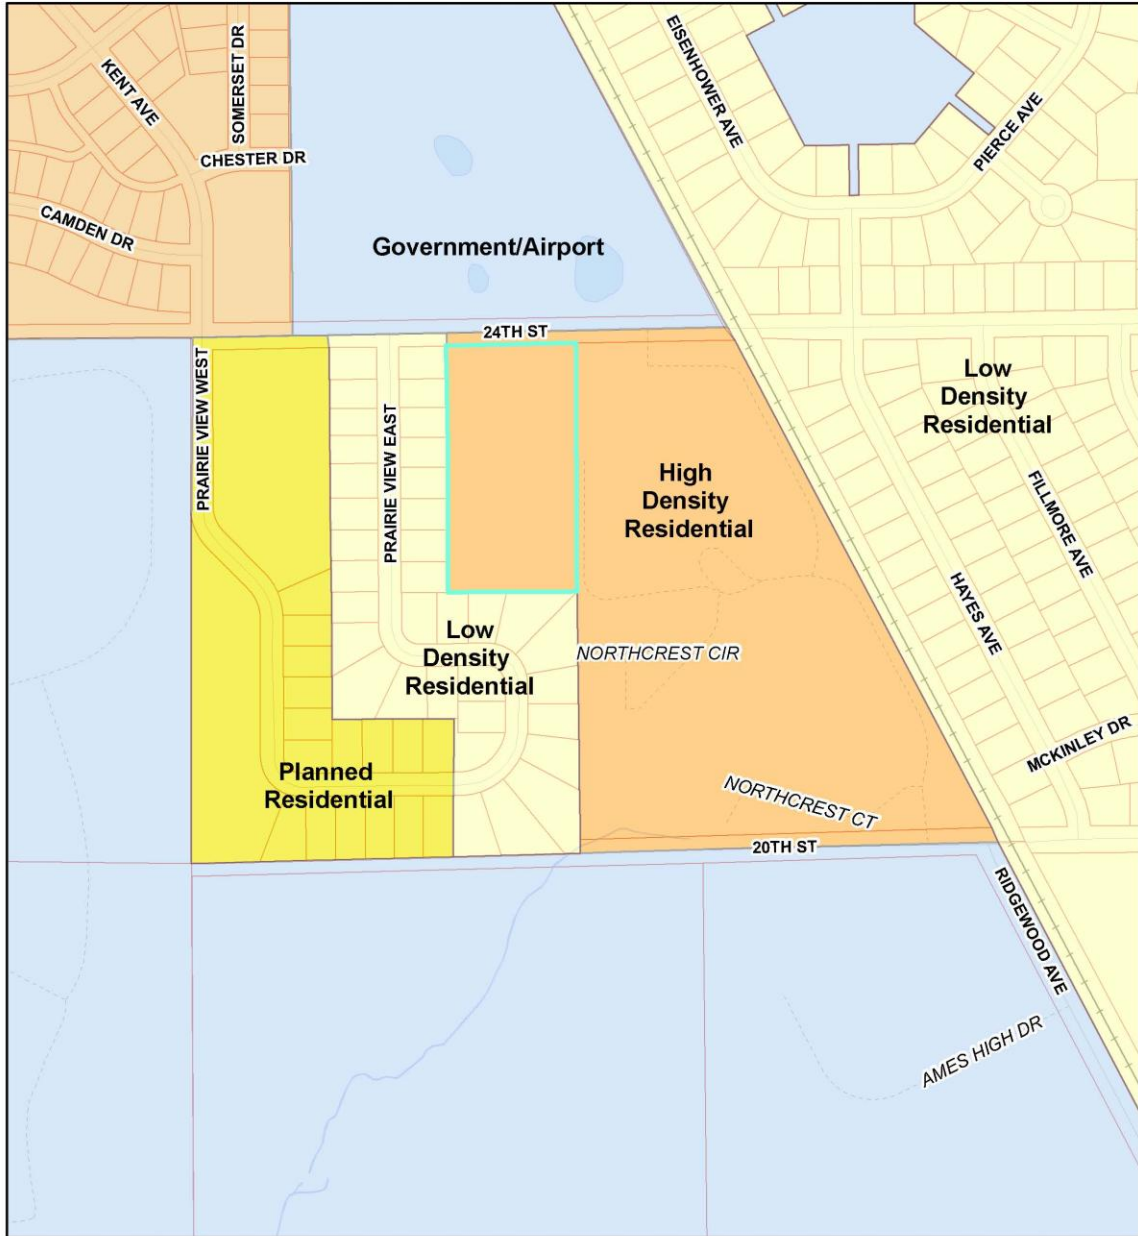 EISENHOWER AVE
SOMERSET DR
KENT AVE
PIERCE AVE
CHESTER DR
CAMDEN DR
Government/Airport
24TH ST
PRAIRIE VIEW WEST
PRAIRIE VIEW EAST
Low
Density
Residential
High
Density
Residential
FILLMORE AVE
HAYES AVE
Low
Density
Residential
NORTHCREST CIR
MCKINLEY DR
Planned
Residential
NORTHCREST CT
20TH ST
RIDGEWOOD AVE
AMES HIGH DR